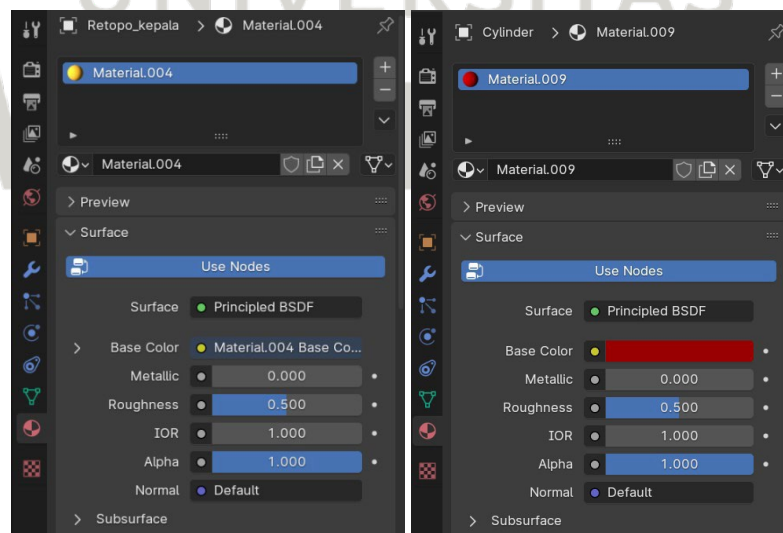 UNIVERSITAS
Retopo_kepala > Material.004
Material.004
Material.004
Preview
Surface
Use Nodes
Surface Principled BSDF
Base Color Material.004 Base Co...
Metallic 0.000
Roughness 0.500
IOR 1.000
Alpha 1.000
Normal Default
Subsurface
Cylinder > Material.009
Material.009
Material.009
Preview
Surface
Use Nodes
Surface Principled BSDF
Base Color
Metallic 0.000
Roughness 0.500
IOR 1.000
Alpha 1.000
Normal Default
Subsurface